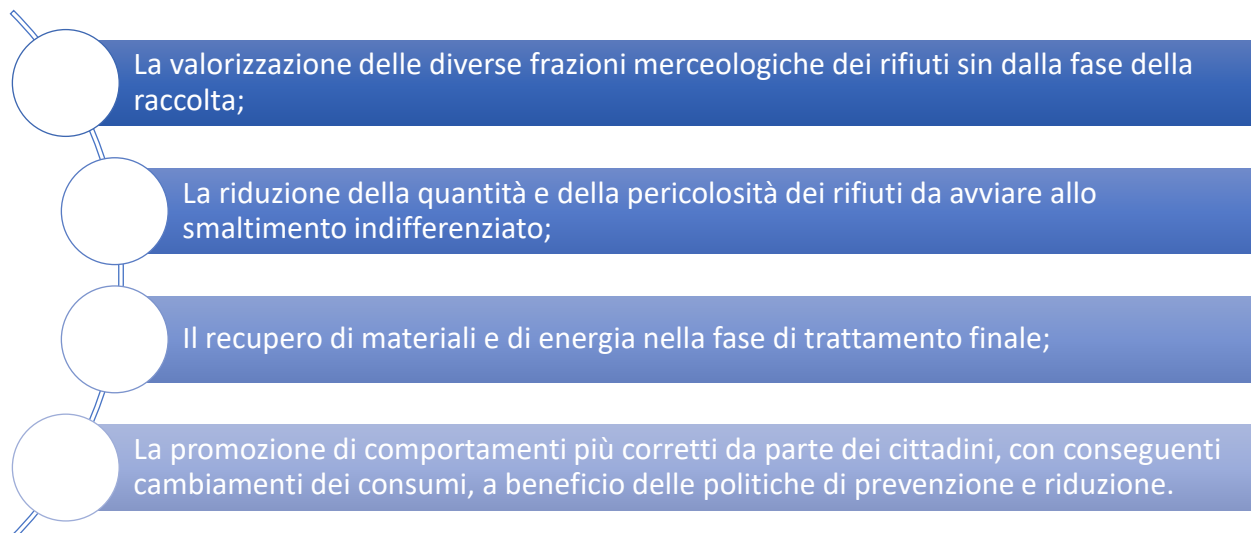 La valorizzazione delle diverse frazioni merceologiche dei rifiuti sin dalla fase della
raccolta;
La riduzione della quantità e della pericolosità dei rifiuti da avviare allo
smaltimento indifferenziato;
Il recupero di materiali e di energia nella fase di trattamento finale;
La promozione di comportamenti più corretti da parte dei cittadini, con conseguenti
cambiamenti dei consumi, a beneficio delle politiche di prevenzione e riduzione.